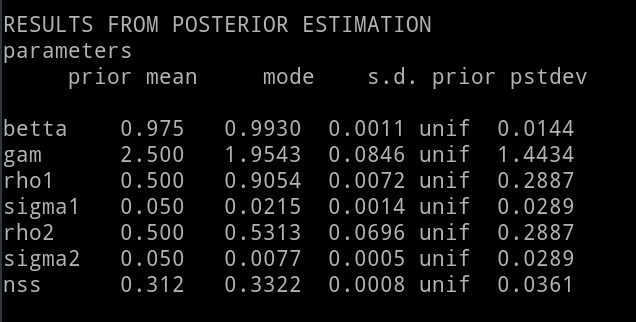 RESULTS FROM POSTERIOR ESTIMATION
parameters
prior mean mode s.d. prior pstdev
betta 0.975 0.9930 0.0011 unif 0.0144
gam 2.500 1.9543 0.0846 unif 1.4434
rho1 0.500 0.9054 0.0072 unif 0.2887
sigma1 0.050 0.0215 0.0014 unif 0.0289
rho2 0.500 0.5313 0.0696 unif 0.2887
sigma2 0.050 0.0077 0.0005 unif 0.0289
nss 0.312 0.3322 0.0008 unif 0.0361